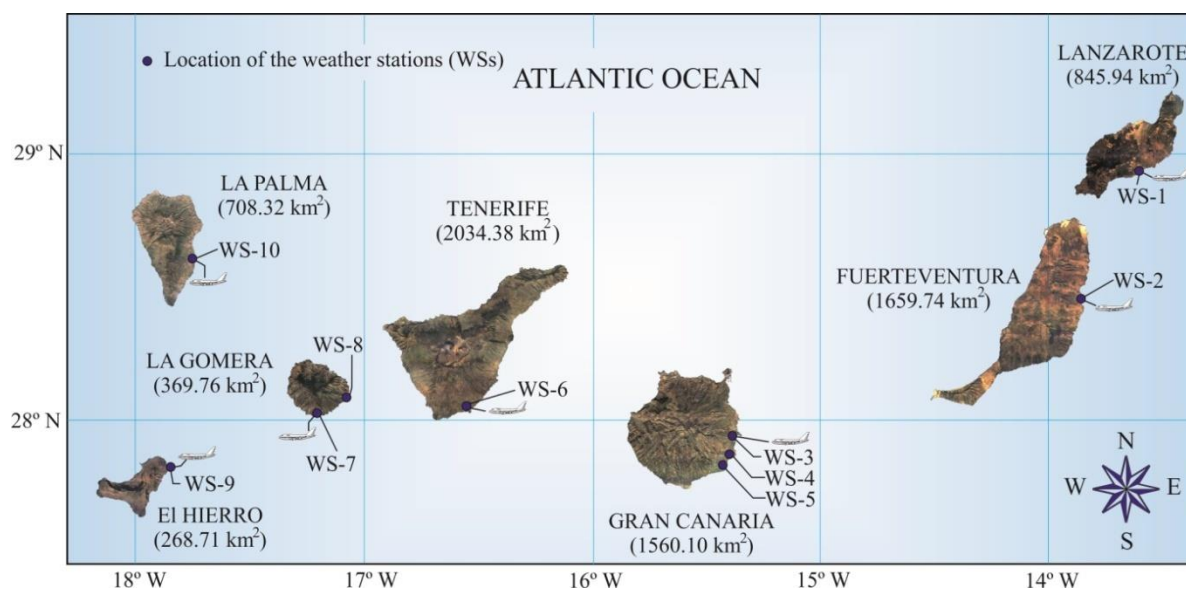 Location of the weather stations (WSs)
ATLANTIC OCEAN
LANZAROTE
(845.94 km²)
29º N
WS-1
LA PALMA
(708.32 km²)
WS-10
TENERIFE
(2034.38 km²)
FUERTEVENTURA
(1659.74 km²)
WS-2
LA GOMERA
(369.76 km²)
WS-8
WS-6
28º N
WS-7
WS-3
WS-4
WS-5
WS-9
El HIERRO
(268.71 km²)
GRAN CANARIA
(1560.10 km²)
N
W
E
S
18º W
17º W
16º W
15º W
14º W